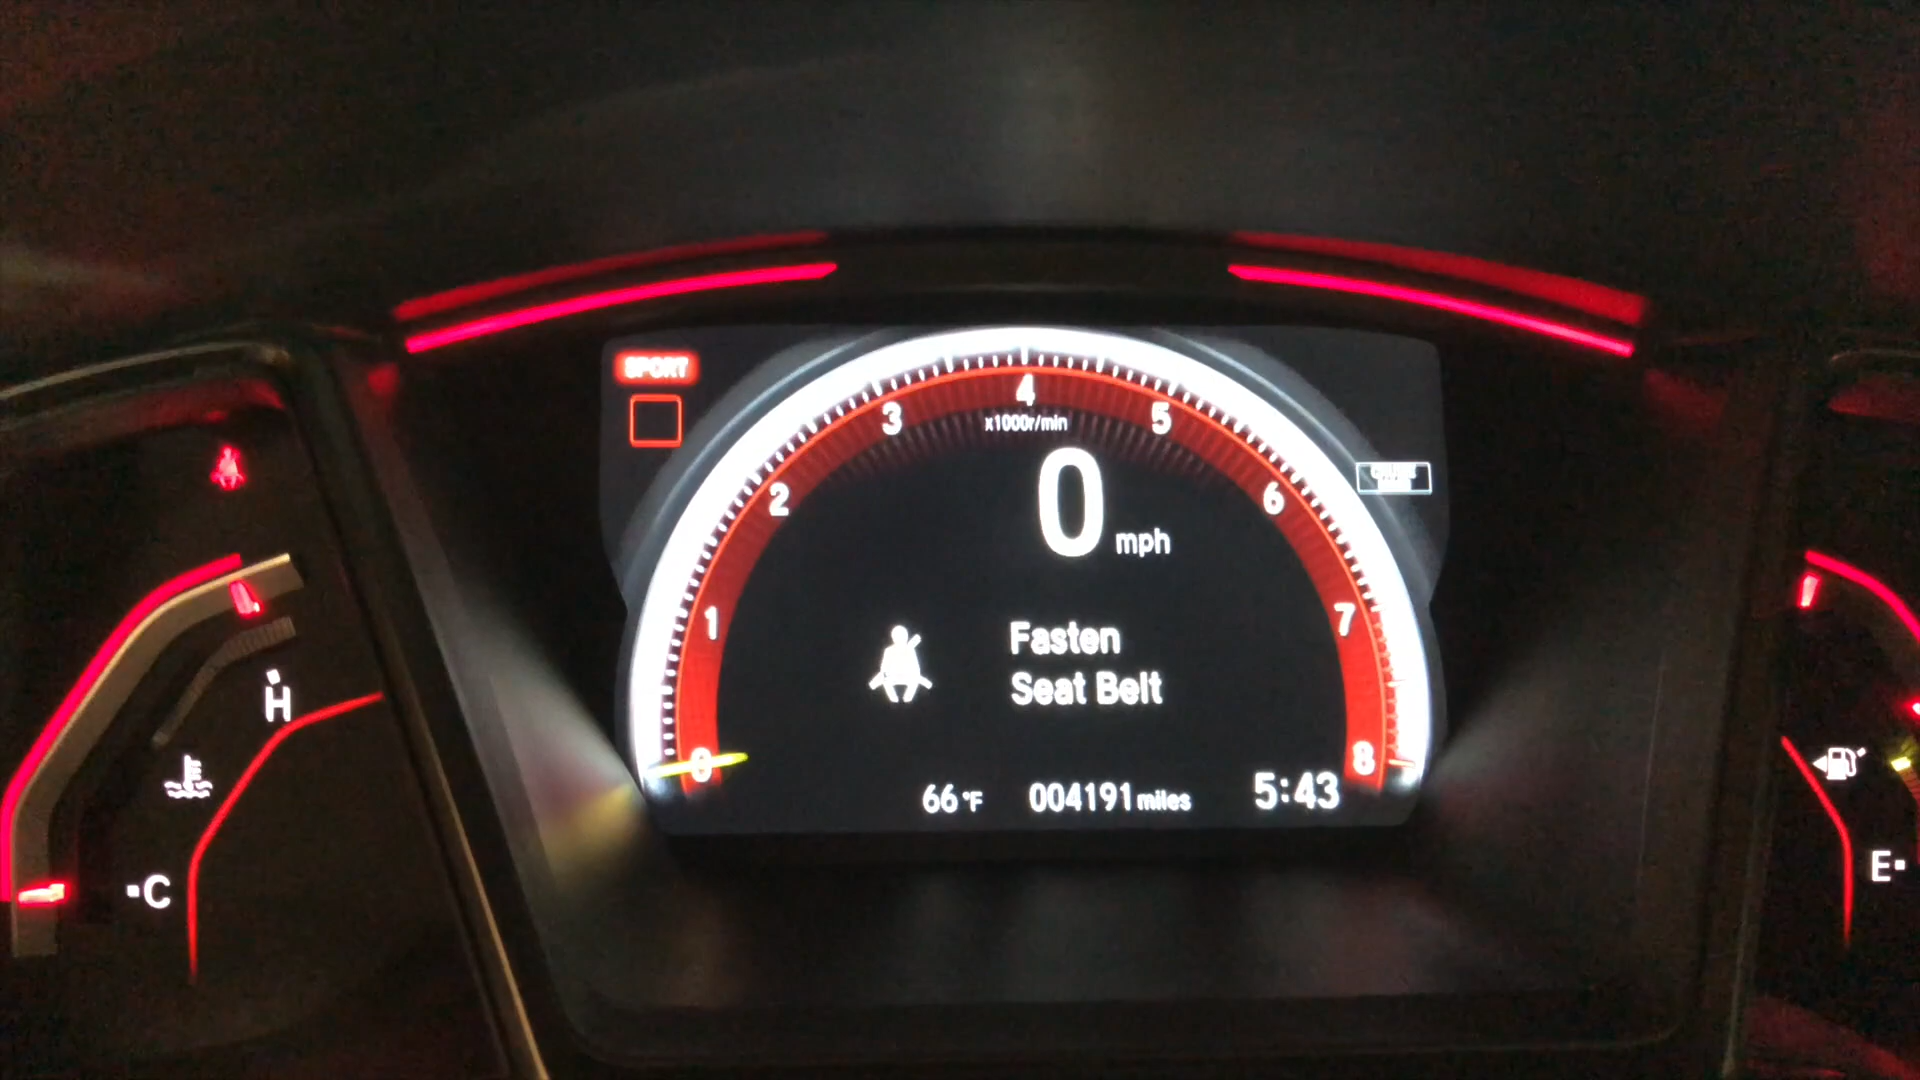 SPORT
4
3
5
x1000r/min
2
6
0
mph
1
7
Fasten
Seat Belt
H
0
8
66°F
004191 miles
5:43
C
E